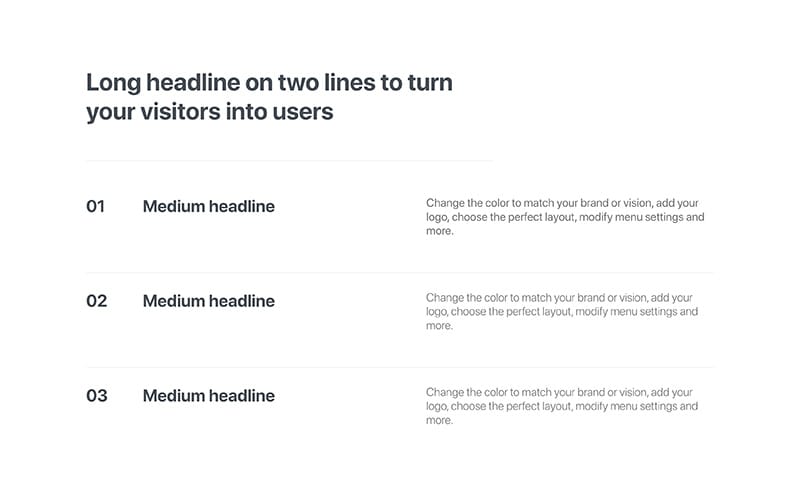 Long headline on two lines to turn
your visitors into users
01 Medium headline
Change the color to match your brand or vision, add your
logo, choose the perfect layout, modify menu settings and
more.
02 Medium headline
Change the color to match your brand or vision, add your
logo, choose the perfect layout, modify menu settings and
more.
03 Medium headline
Change the color to match your brand or vision, add your
logo, choose the perfect layout, modify menu settings and
more.